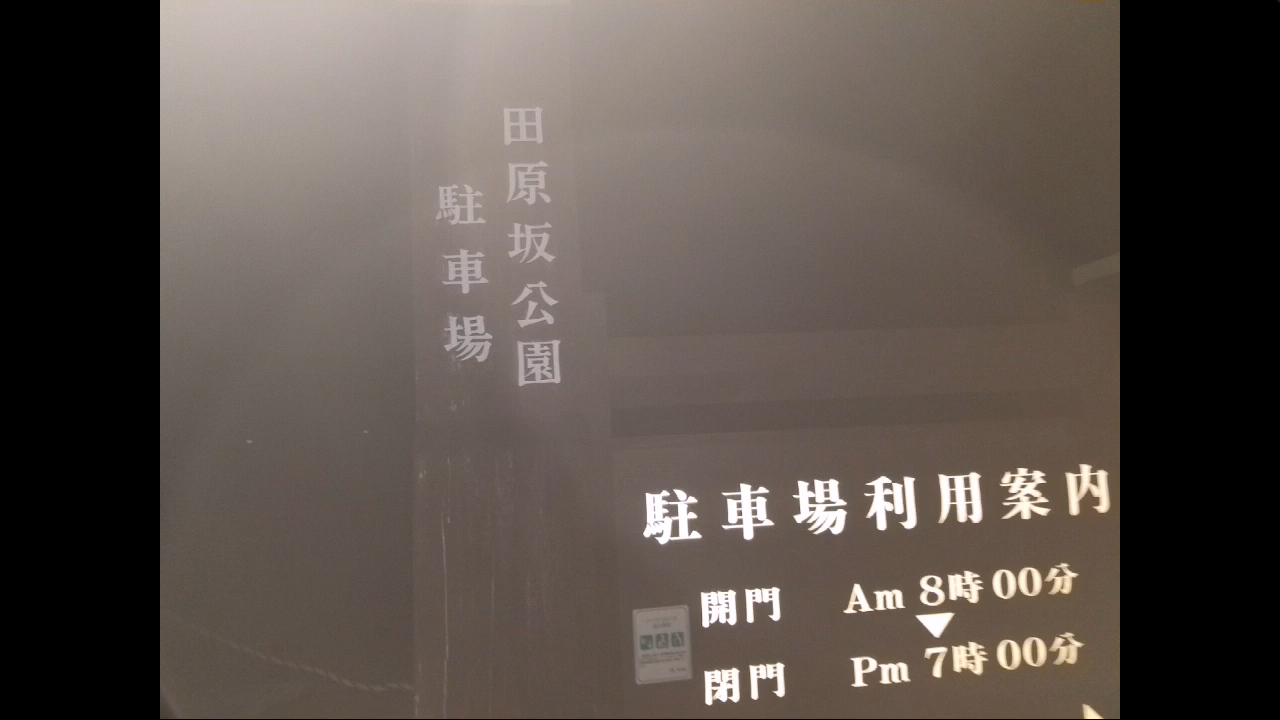 田原坂公園
駐車場
駐車場利用案内
開門 Am 8時00分
閉門 Pm 7時00分